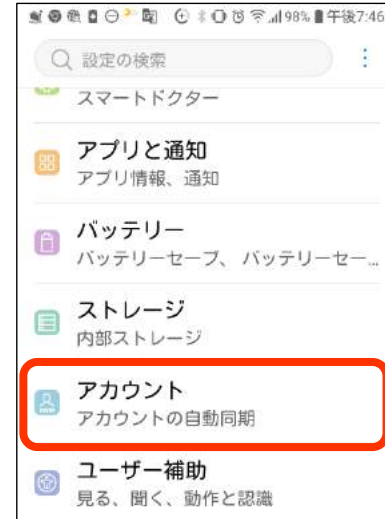 98% 午後7:46
設定の検索
スマートドクター
アプリと通知
アプリ情報、通知
バッテリー
バッテリーセーブ、 バッテリーセー...
ストレージ
内部ストレージ
アカウント
アカウントの自動同期
ユーザー補助
見る、聞く、動作と認識